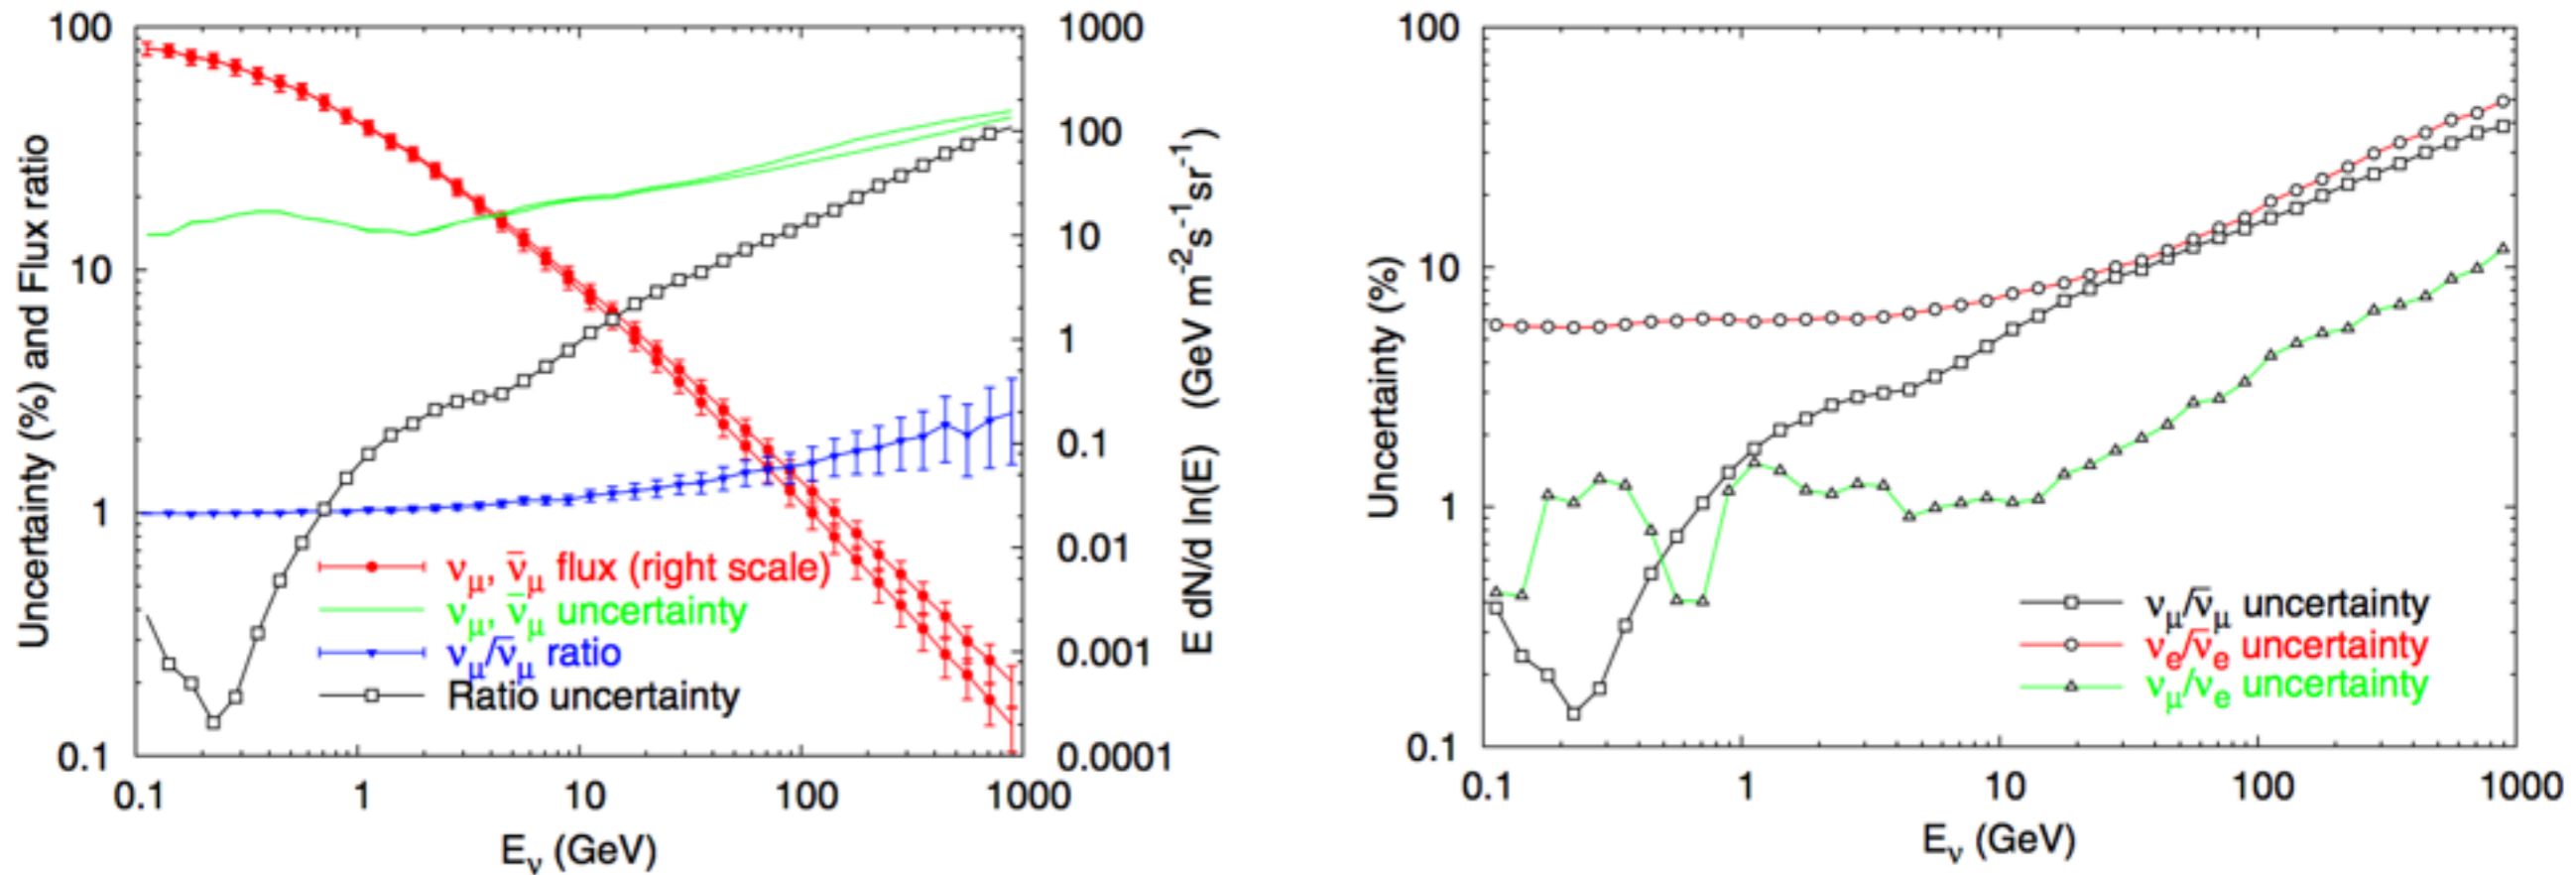 100
10
1
0.1
Uncertainty (%) and Flux ratio
1000
100
10
1
0.1
0.01
0.001
0.0001
E dN/d ln(E) (GeV m⁻²s⁻¹sr⁻¹)
νμ, ν̅μ flux (right scale)
νμ, ν̅μ uncertainty
νμ/ν̅μ ratio
Ratio uncertainty
0.1 1 10 100 1000
Eν (GeV)
100
10
1
0.1
Uncertainty (%)
νμ/ν̅μ uncertainty
νe/ν̅e uncertainty
νμ/νe uncertainty
0.1 1 10 100 1000
Eν (GeV)